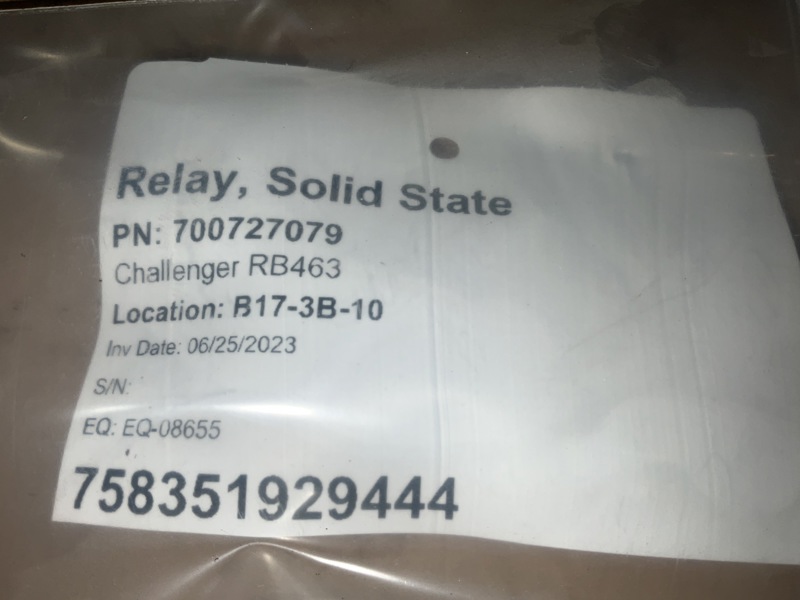 Relay, Solid State
PN: 700727079
Challenger RB463
Location: B17-3B-10
Inv Date: 06/25/2023
S/N:
EQ: EQ-08655
758351929444